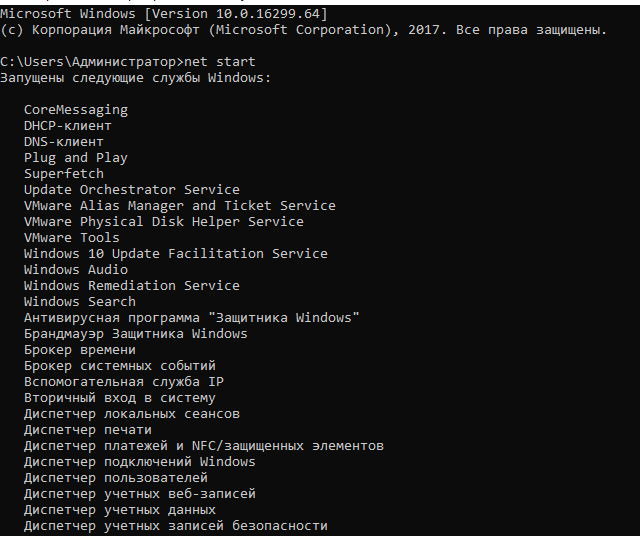 Microsoft Windows [Version 10.0.16299.64]
(c) Корпорация Майкрософт (Microsoft Corporation), 2017. Все права защищены.
C:\Users\Администратор>net start
Запущены следующие службы Windows:
CoreMessaging
DHCP-клиент
DNS-клиент
Plug and Play
Superfetch
Update Orchestrator Service
VMware Alias Manager and Ticket Service
VMware Physical Disk Helper Service
VMware Tools
Windows 10 Update Facilitation Service
Windows Audio
Windows Remediation Service
Windows Search
Антивирусная программа "Защитника Windows"
Брандмауэр Защитника Windows
Брокер времени
Брокер системных событий
Вспомогательная служба IP
Вторичный вход в систему
Диспетчер локальных сеансов
Диспетчер печати
Диспетчер платежей и NFC/защищенных элементов
Диспетчер подключений Windows
Диспетчер пользователей
Диспетчер учетных веб-записей
Диспетчер учетных данных
Диспетчер учетных записей безопасности